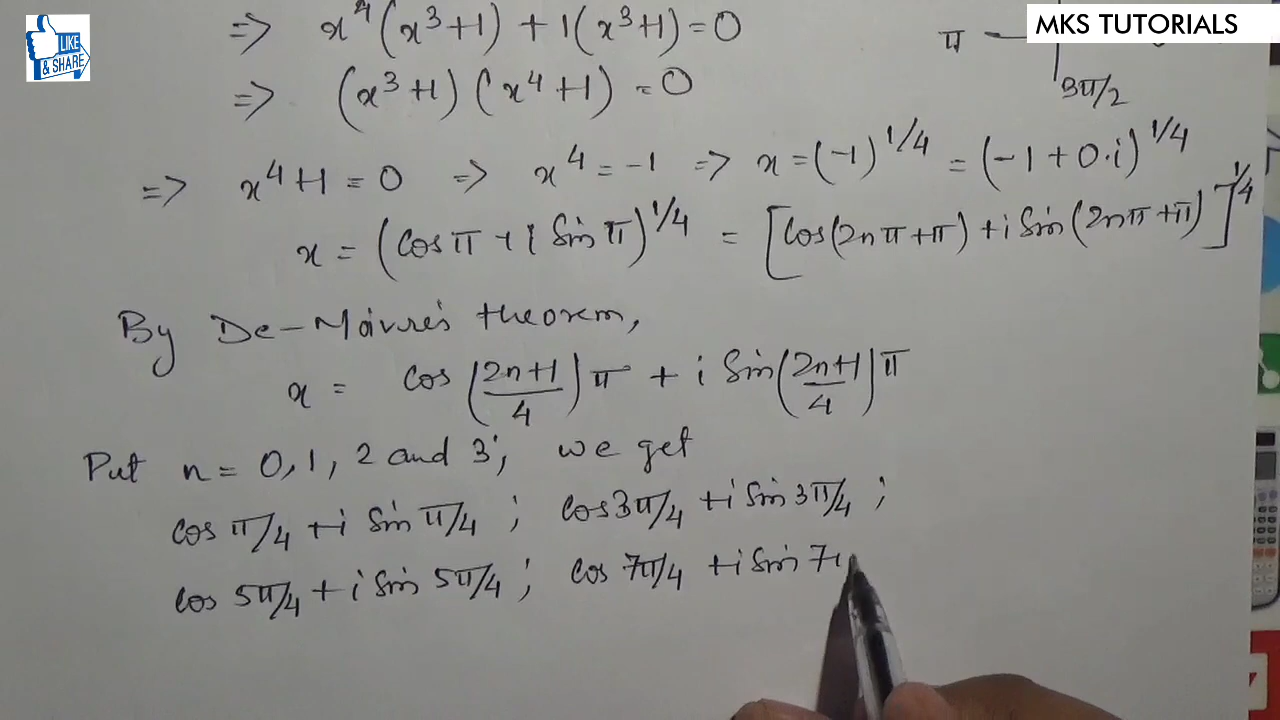 MKS TUTORIALS
LIKE & SHARE
=> x⁴(x³+1) + 1(x³+1) = 0
π
3π/2
=> (x³+1) (x⁴+1) = 0
=> x⁴+1 = 0 => x⁴ = -1 => x = (-1)^1/4 = (-1+0.i)^1/4
x = (Cos π + i Sin π)^1/4 = [Cos(2nπ+π) + i Sin(2nπ+π)]^1/4
By De-Moivre's theorem,
x = Cos (2n+1/4) π + i Sin (2n+1/4) π
Put n = 0, 1, 2 and 3; we get
Cos π/4 + i Sin π/4 ; Cos 3π/4 + i Sin 3π/4 ;
Cos 5π/4 + i Sin 5π/4 ; Cos 7π/4 + i Sin 7